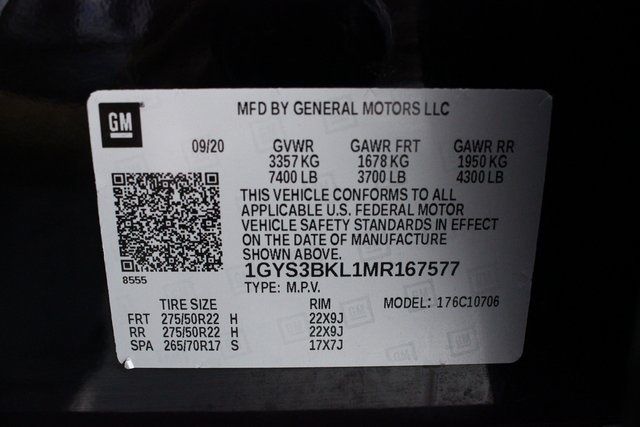 GM
MFD BY GENERAL MOTORS LLC
09/20 GVWR GAWR FRT GAWR RR
3357 KG 1678 KG 1950 KG
7400 LB 3700 LB 4300 LB
THIS VEHICLE CONFORMS TO ALL
APPLICABLE U.S. FEDERAL MOTOR
VEHICLE SAFETY STANDARDS IN EFFECT
ON THE DATE OF MANUFACTURE
SHOWN ABOVE.
8555
1GYS3BKL1MR167577
TYPE: M.P.V.
TIRE SIZE RIM MODEL: 176C10706
FRT 275/50R22 H 22X9J
RR 275/50R22 H 22X9J
SPA 265/70R17 S 17X7J